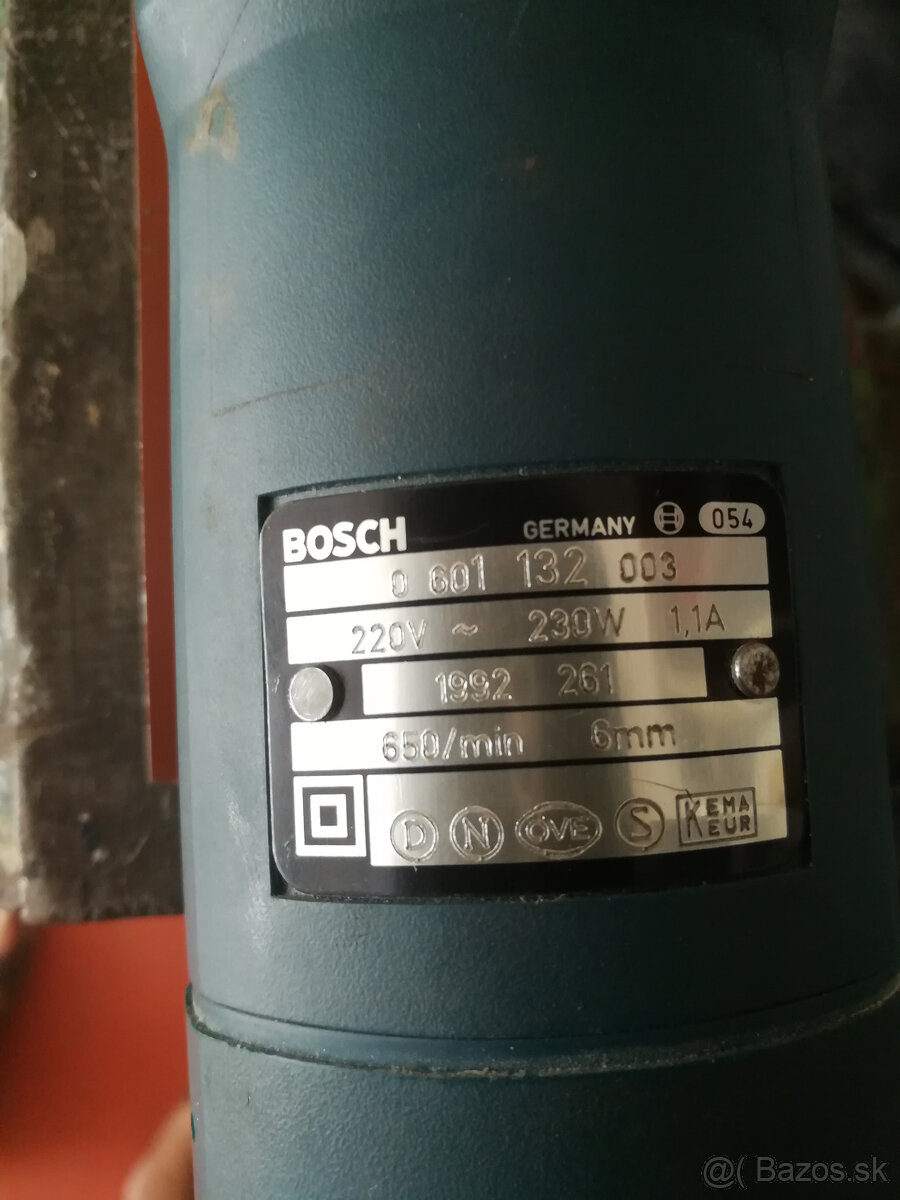 BOSCH GERMANY 054
0 601 132 003
220V ~ 230W 1,1A
1992 261
650/min 6mm
D N ÖVE S KEMA EUR
@( Bazos.sk